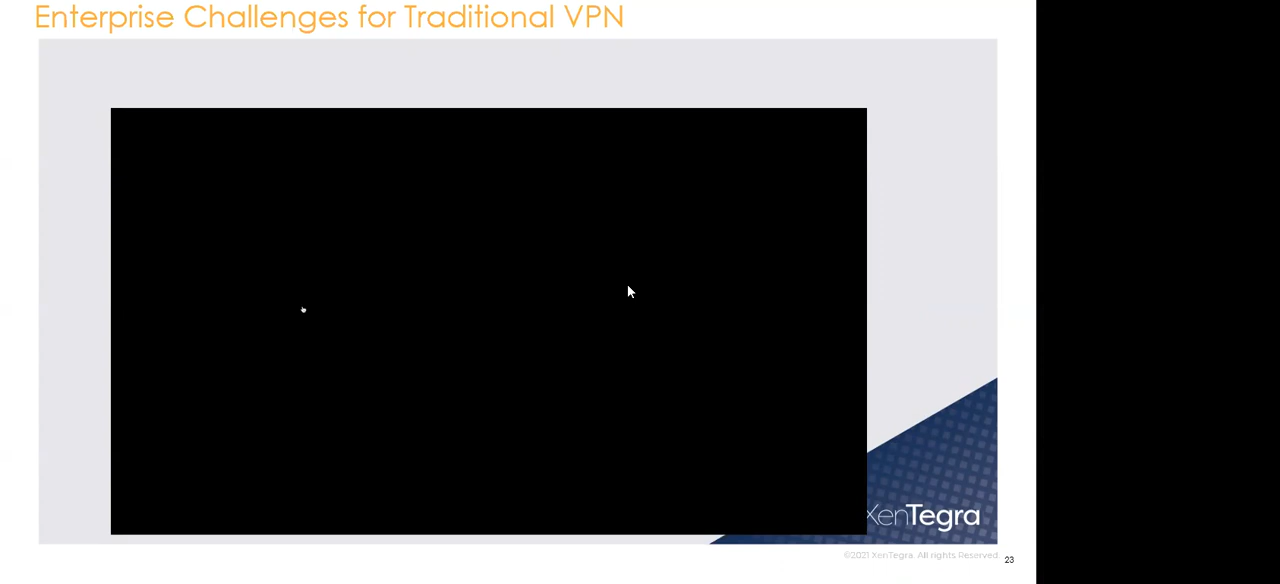 Enterprise Challenges for Traditional VPN
XenTegra
©2021 XenTegra. All rights Reserved.
23